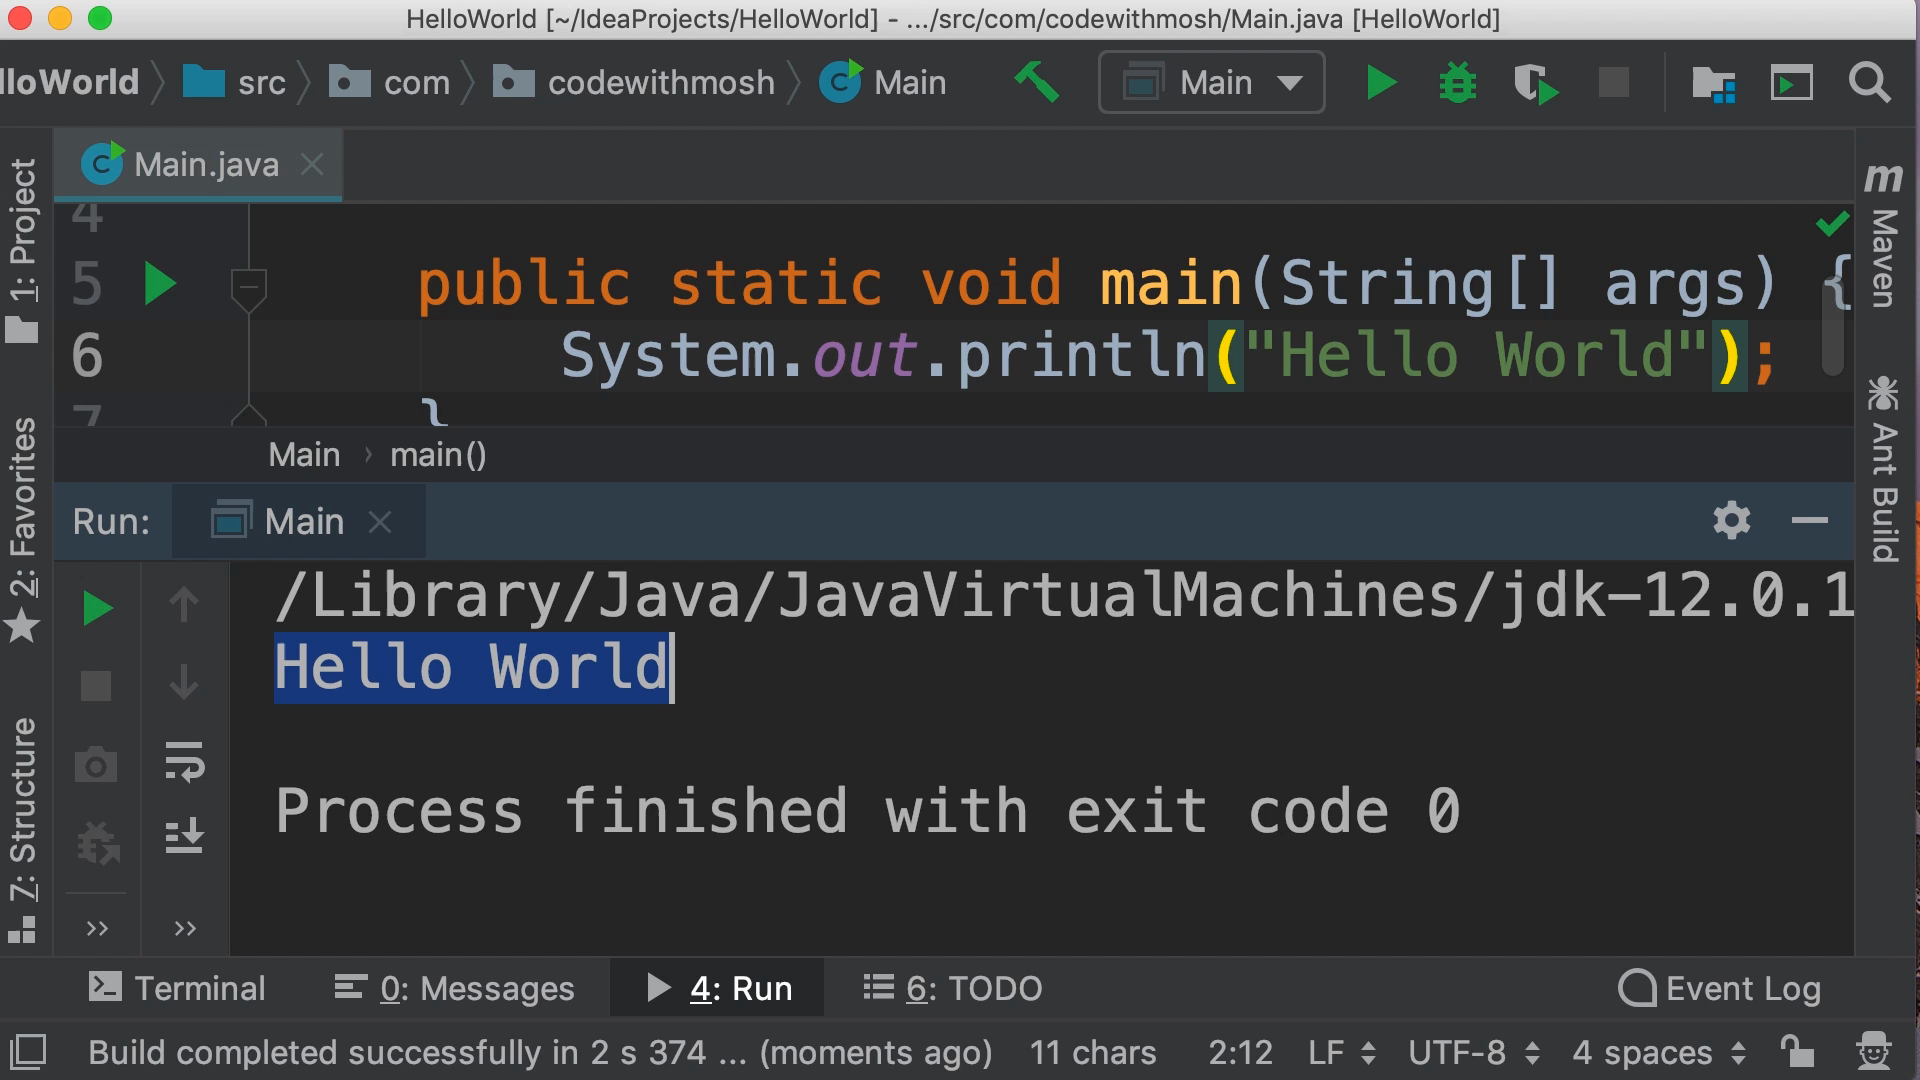 HelloWorld [~/IdeaProjects/HelloWorld] - .../src/com/codewithmosh/Main.java [HelloWorld]
lloWorld src com codewithmosh Main Main
Main.java
4
5 public static void main(String[] args) {
6 System.out.println("Hello World");
7 }
Main › main()
Run: Main
/Library/Java/JavaVirtualMachines/jdk-12.0.1
Hello World
Process finished with exit code 0
1: Project
2: Favorites
7: Structure
m Maven
Ant Build
Terminal 0: Messages 4: Run 6: TODO Event Log
Build completed successfully in 2 s 374 ... (moments ago) 11 chars 2:12 LF UTF-8 4 spaces